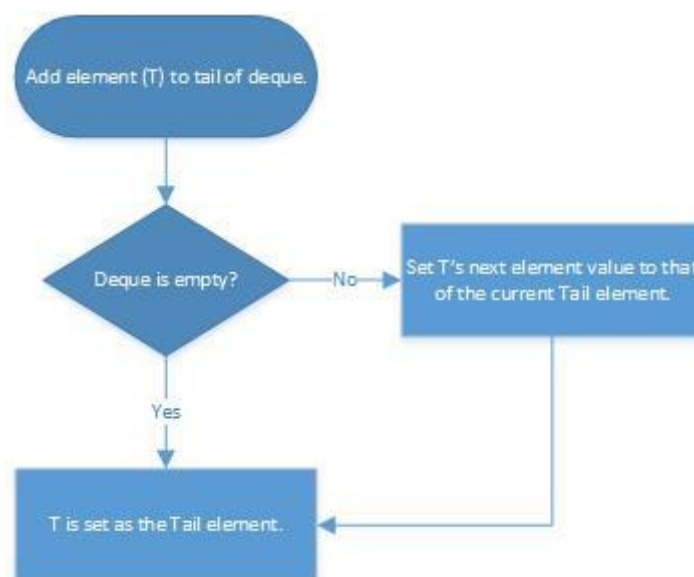 Add element (T) to tail of deque.
Deque is empty?
No
Set T's next element value to that
of the current Tail element.
Yes
T is set as the Tail element.